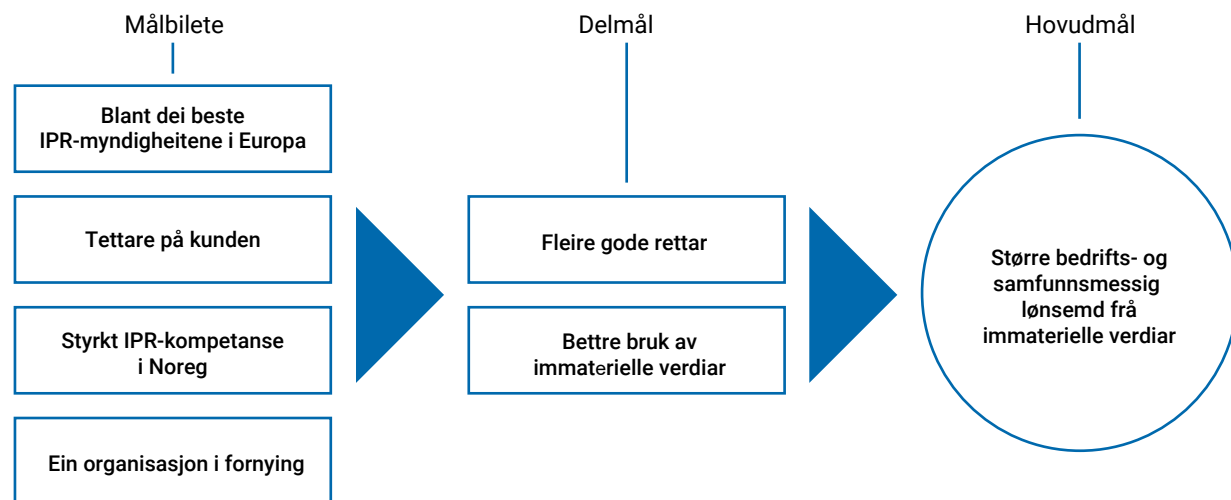 Målbilete
Blant dei beste
IPR-myndigheitene i Europa
Tettare på kunden
Styrkt IPR-kompetanse
i Noreg
Ein organisasjon i fornying
Delmål
Fleire gode rettar
Bettre bruk av
immaterielle verdiar
Hovudmål
Større bedrifts- og
samfunnsmessig
lønsemd frå
immaterielle verdiar